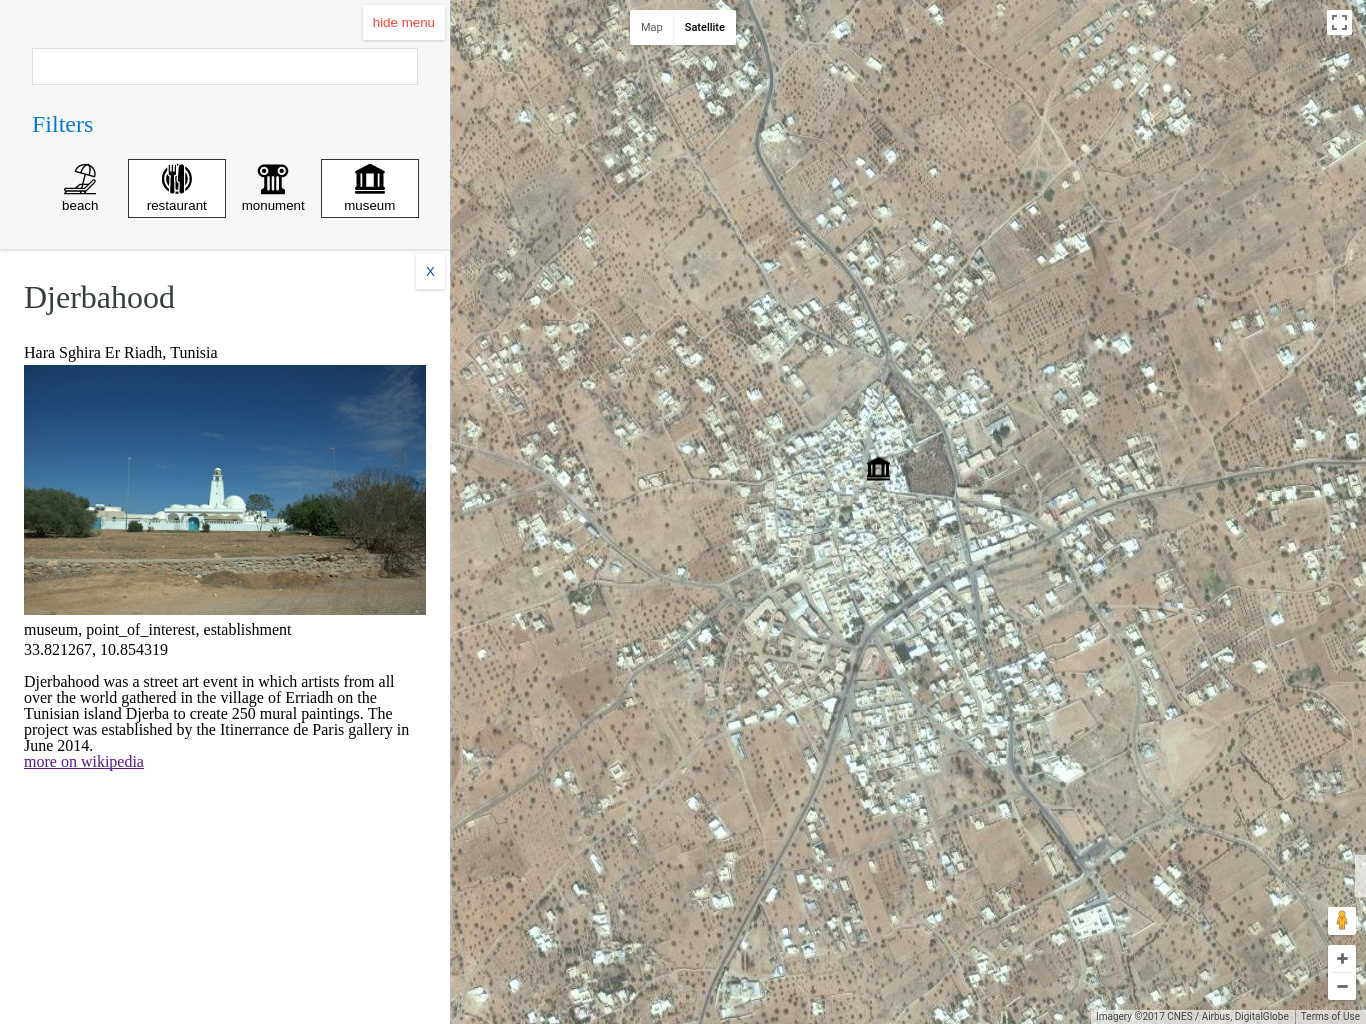 hide menu
Filters
beach
restaurant
monument
museum
X
Djerbahood
Hara Sghira Er Riadh, Tunisia
museum, point_of_interest, establishment
33.821267, 10.854319
Djerbahood was a street art event in which artists from all
over the world gathered in the village of Erriadh on the
Tunisian island Djerba to create 250 mural paintings. The
project was established by the Itinerrance de Paris gallery in
June 2014.
more on wikipedia
Map
Satellite
Imagery ©2017 CNES / Airbus, DigitalGlobe
Terms of Use